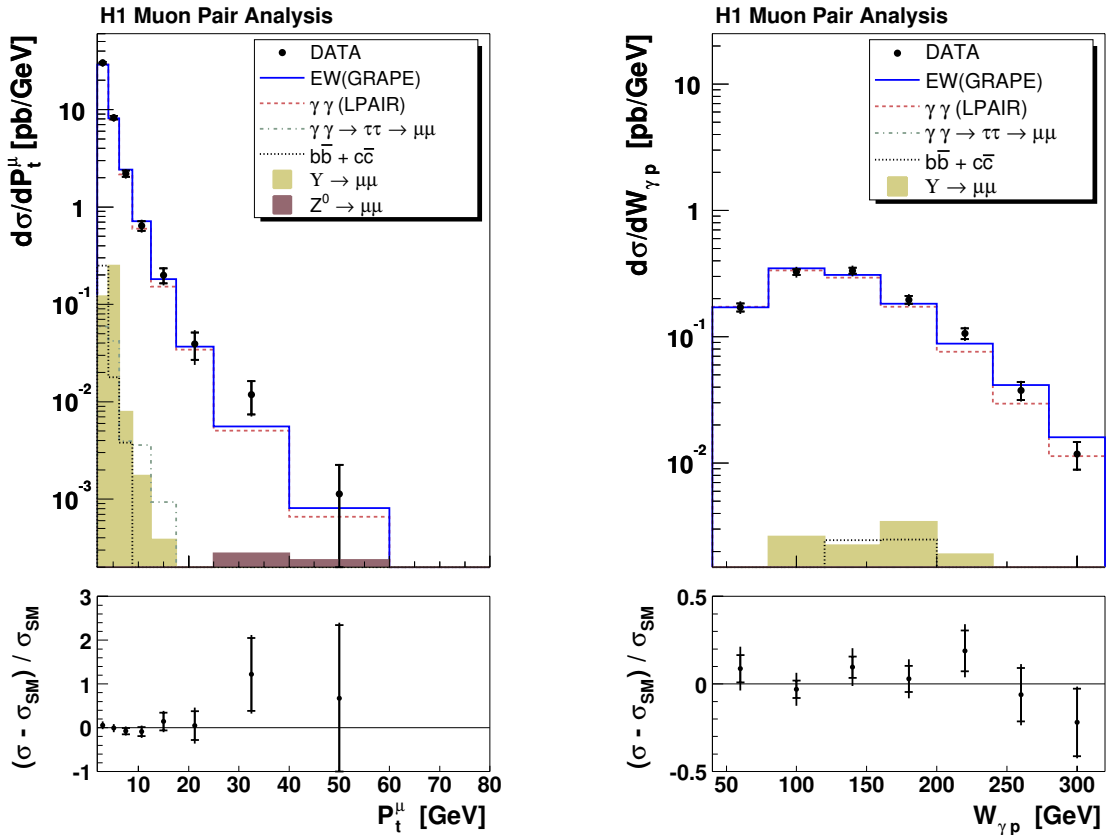 H1 Muon Pair Analysis
dσ/dP_t^μ [pb/GeV]
10
1
10^-1
10^-2
10^-3
DATA
EW(GRAPE)
γ γ (LPAIR)
γ γ → ττ → μμ
bb̅ + cc̅
Υ → μμ
Z^0 → μμ
(σ - σ_SM) / σ_SM
3
2
1
0
-1
10 20 30 40 50 60 70 80
P_t^μ [GeV]
H1 Muon Pair Analysis
dσ/dW_γp [pb/GeV]
10
1
10^-1
10^-2
DATA
EW(GRAPE)
γ γ (LPAIR)
γ γ → ττ → μμ
bb̅ + cc̅
Υ → μμ
(σ - σ_SM) / σ_SM
0.5
0.0
-0.5
50 100 150 200 250 300
W_γp [GeV]